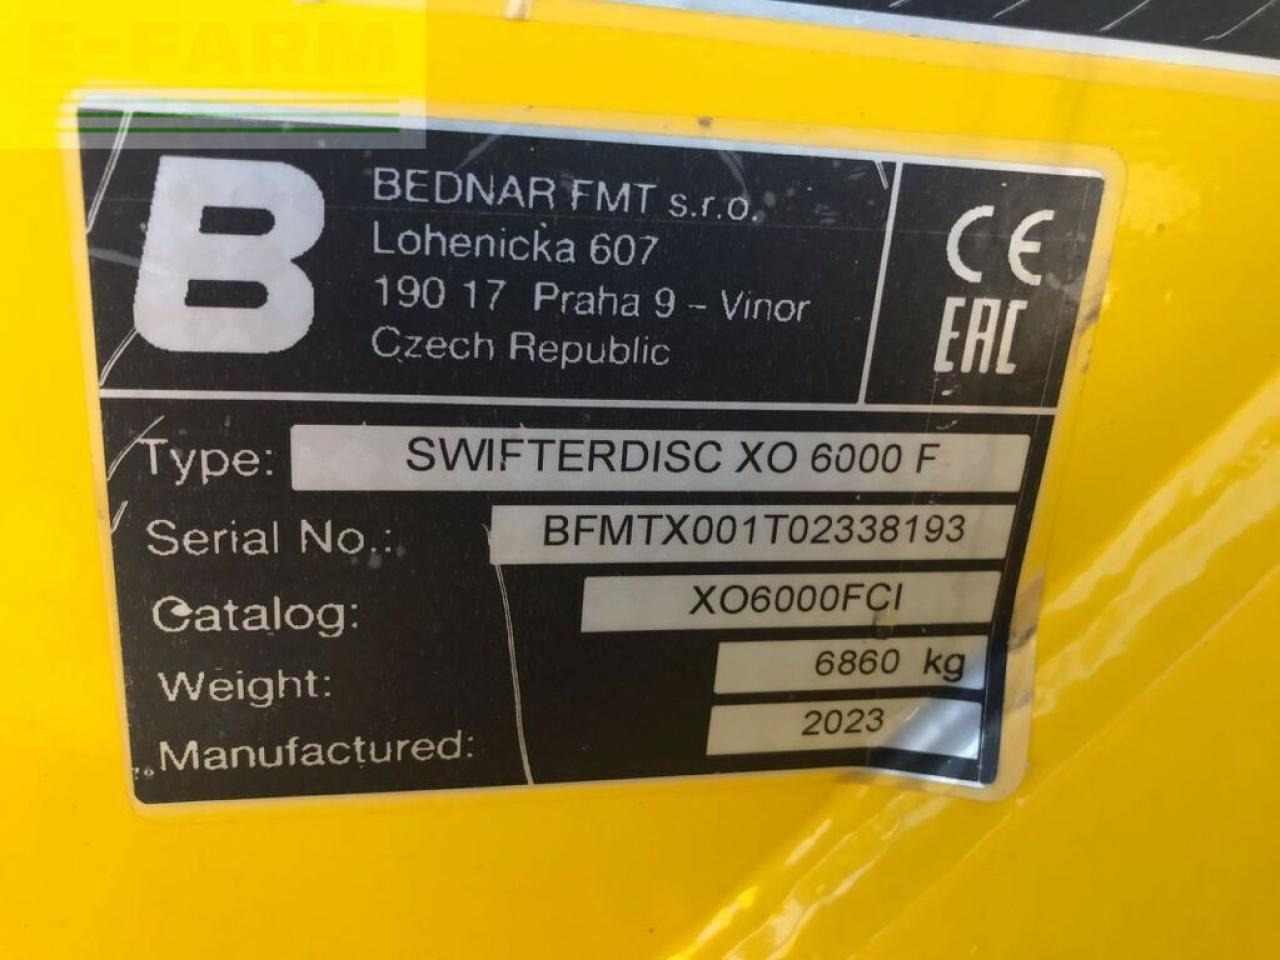 E-FARM
B
BEDNAR FMT s.r.o.
Lohenicka 607
190 17 Praha 9 - Vinor
Czech Republic
CE
EAC
Type: SWIFTERDISC XO 6000 F
Serial No.: BFMTX001T02338193
Catalog: XO6000FCI
Weight: 6860 kg
Manufactured: 2023